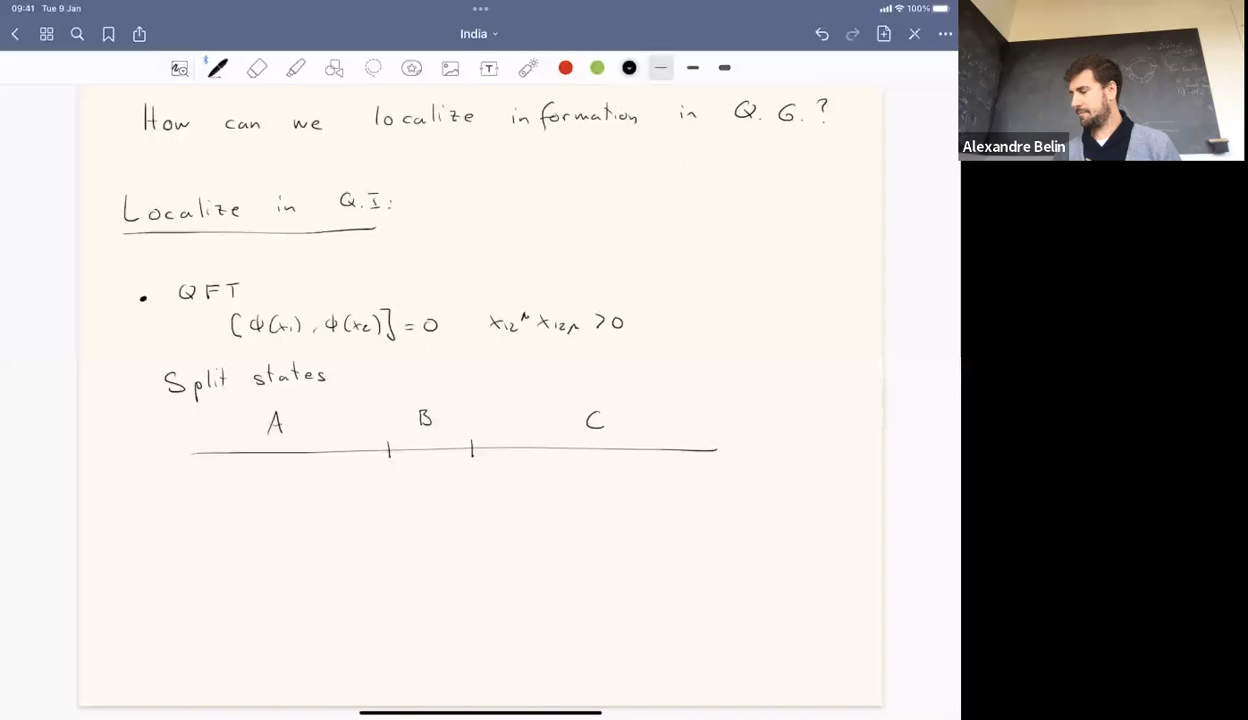 09:41 Tue 9 Jan
100%
India
How can we localize information in Q. G. ?
Localize in Q.I:
• QFT
[ϕ(x₁), ϕ(x₂)] = 0 x₁₂^μ x₁₂μ > 0
Split states
A B C
Alexandre Belin